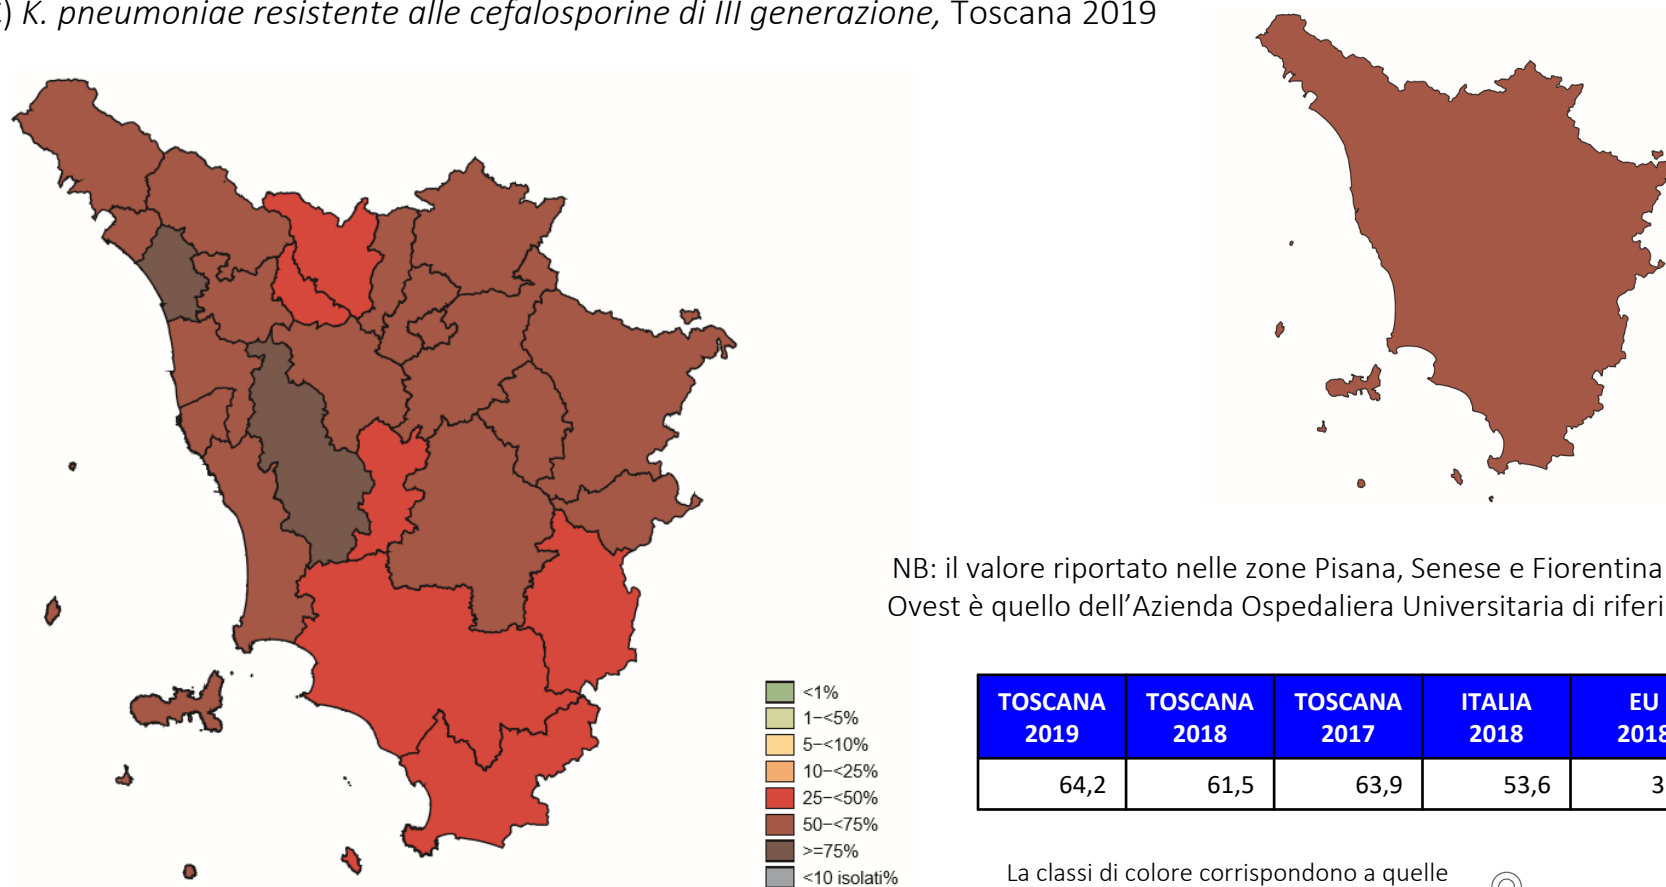 K. pneumoniae resistente alle cefalosporine di III generazione, Toscana 2019
NB: il valore riportato nelle zone Pisana, Senese e Fiorentina
Ovest è quello dell’Azienda Ospedaliera Universitaria di
<1%
1−<5%
5−<10%
10−<25%
25−<50%
50−<75%
>=75%
<10 isolati%
TOSCANA 2019
TOSCANA 2018
TOSCANA 2017
ITALIA 2018
EU 2018
64,2
61,5
63,9
53,6
La classi di colore corrispondono a quelle